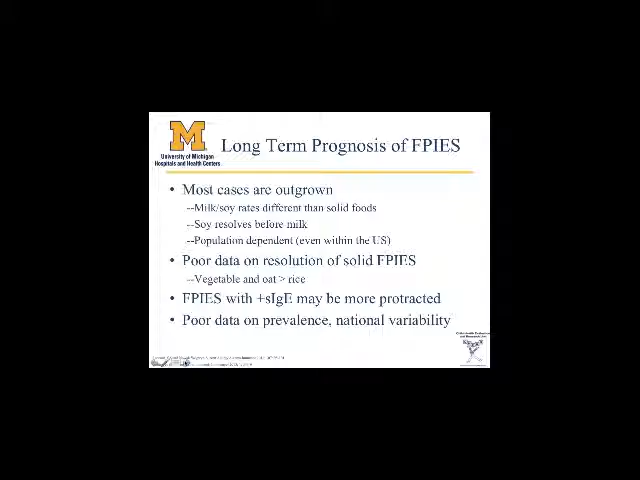 M
University of Michigan
Hospitals and Health Centers
Long Term Prognosis of FPIES
• Most cases are outgrown
--Milk/soy rates different than solid foods
--Soy resolves before milk
--Population dependent (even within the US)
• Poor data on resolution of solid FPIES
--Vegetable and oat > rice
• FPIES with +sIgE may be more protracted
• Poor data on prevalence, national variability